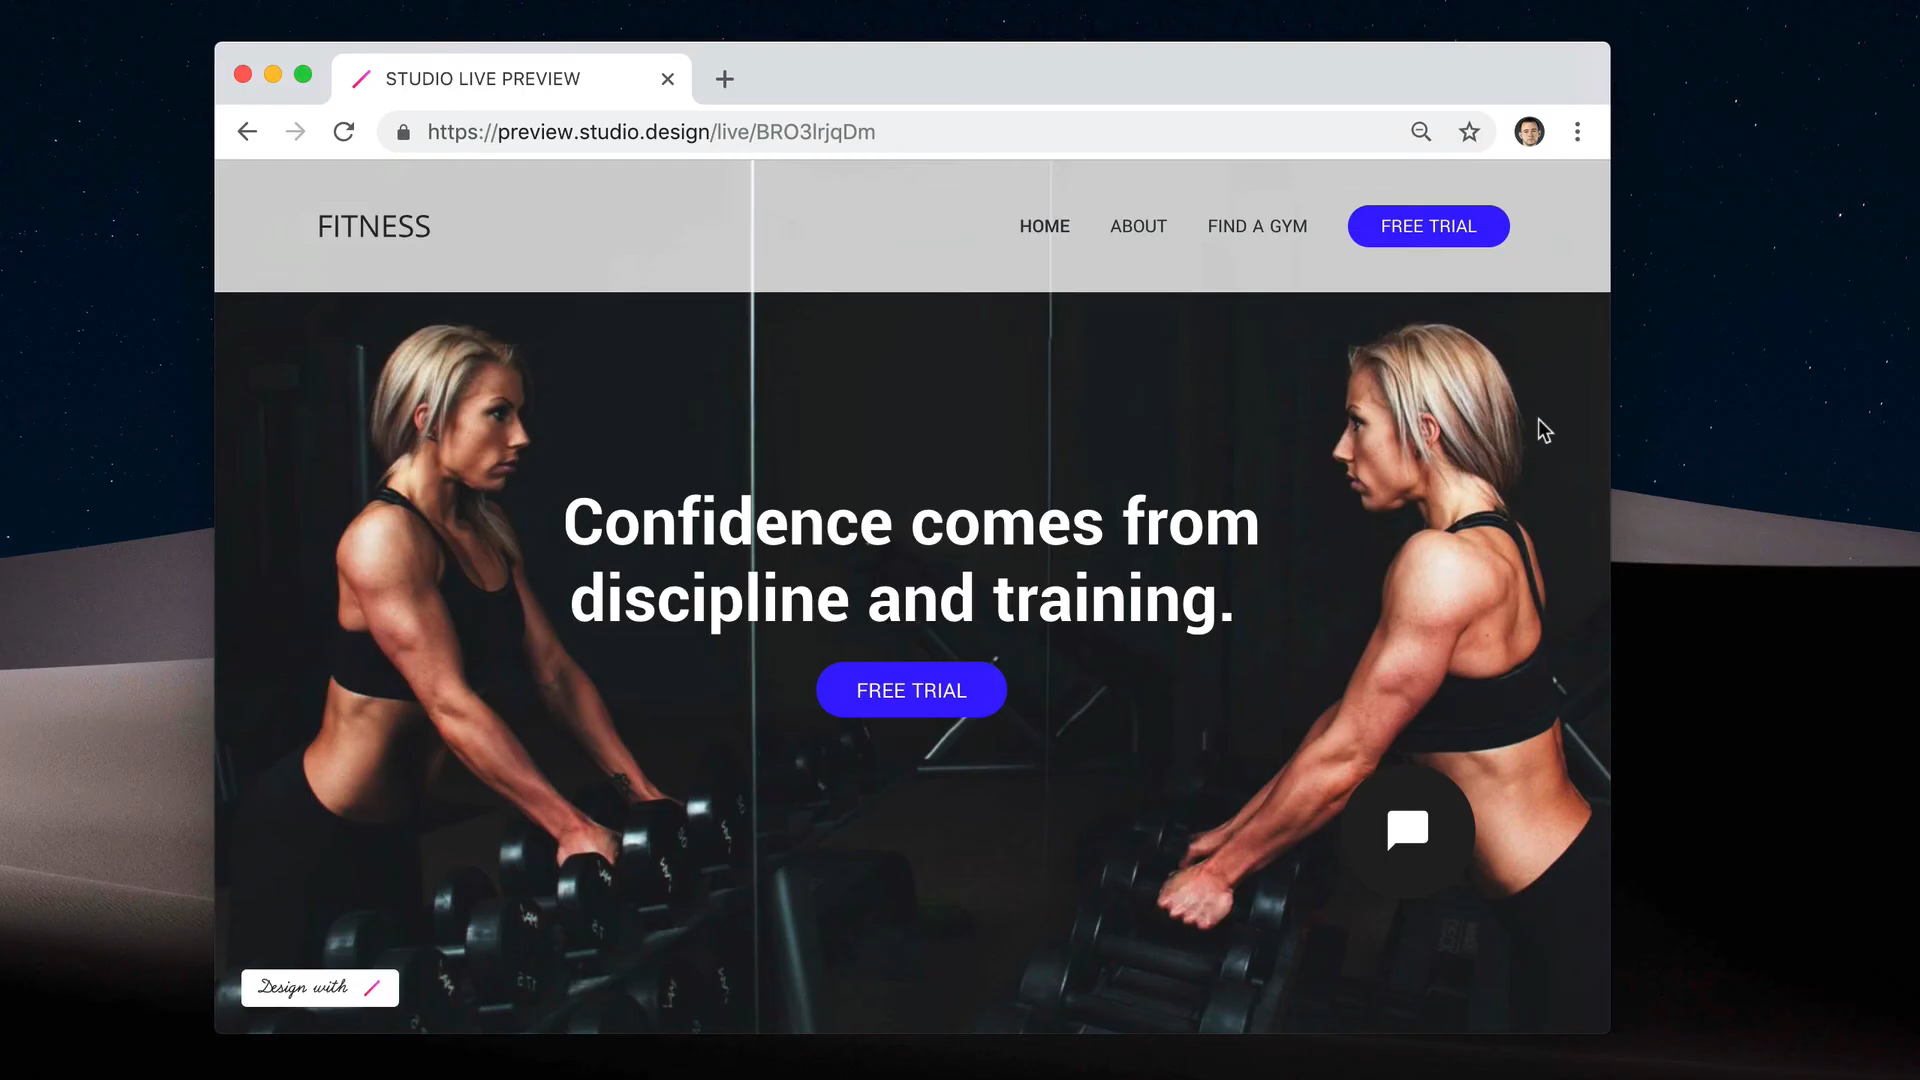 STUDIO LIVE PREVIEW
https://preview.studio.design/live/BRO3lrjqDm
FITNESS
HOME
ABOUT
FIND A GYM
FREE TRIAL
Confidence comes from
discipline and training.
FREE TRIAL
Design with